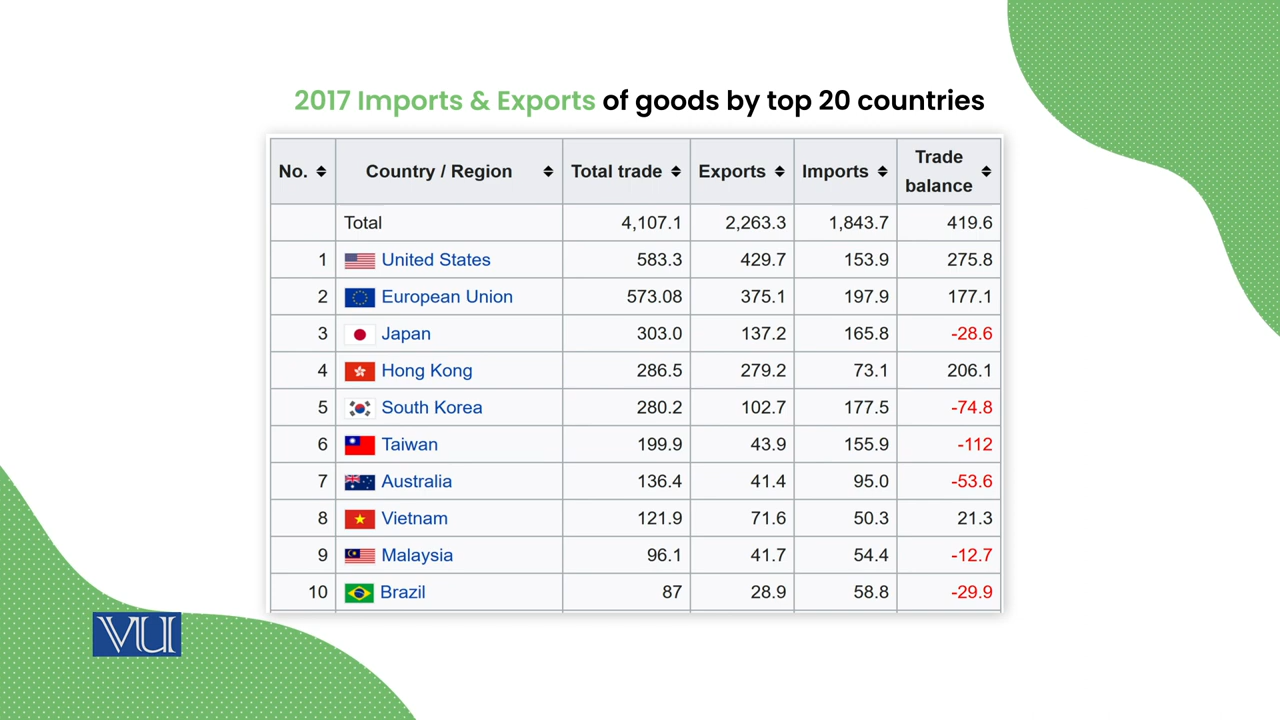 2017 Imports & Exports of goods by top 20 countries
No. Country / Region Total trade Exports Imports Trade balance
Total 4,107.1 2,263.3 1,843.7 419.6
1 United States 583.3 429.7 153.9 275.8
2 European Union 573.08 375.1 197.9 177.1
3 Japan 303.0 137.2 165.8 -28.6
4 Hong Kong 286.5 279.2 73.1 206.1
5 South Korea 280.2 102.7 177.5 -74.8
6 Taiwan 199.9 43.9 155.9 -112
7 Australia 136.4 41.4 95.0 -53.6
8 Vietnam 121.9 71.6 50.3 21.3
9 Malaysia 96.1 41.7 54.4 -12.7
10 Brazil 87 28.9 58.8 -29.9
VU